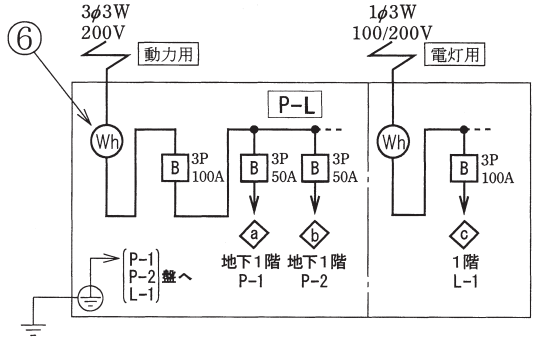 3φ3W
200V
動力用
1φ3W
100/200V
電灯用
⑥
P-L
Wh
B
3P
100A
B
3P
50A
B
3P
50A
Wh
B
3P
100A
a
b
c
地下1階
P-1
地下1階
P-2
1階
L-1
P-1
P-2
L-1
盤へ